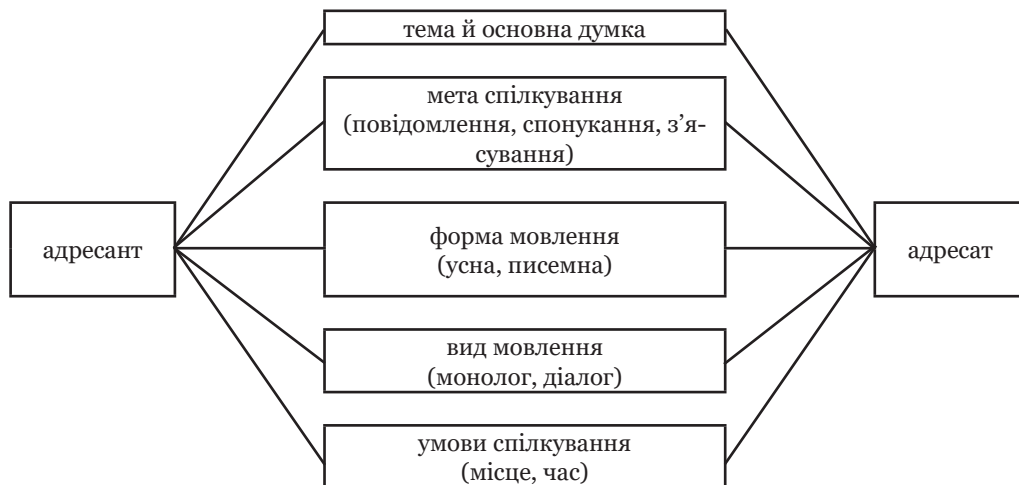 тема й основна думка
мета спілкування
(повідомлення, спонукання, з’я-
сування)
адресант
форма мовлення
(усна, писемна)
адресат
вид мовлення
(монолог, діалог)
умови спілкування
(місце, час)